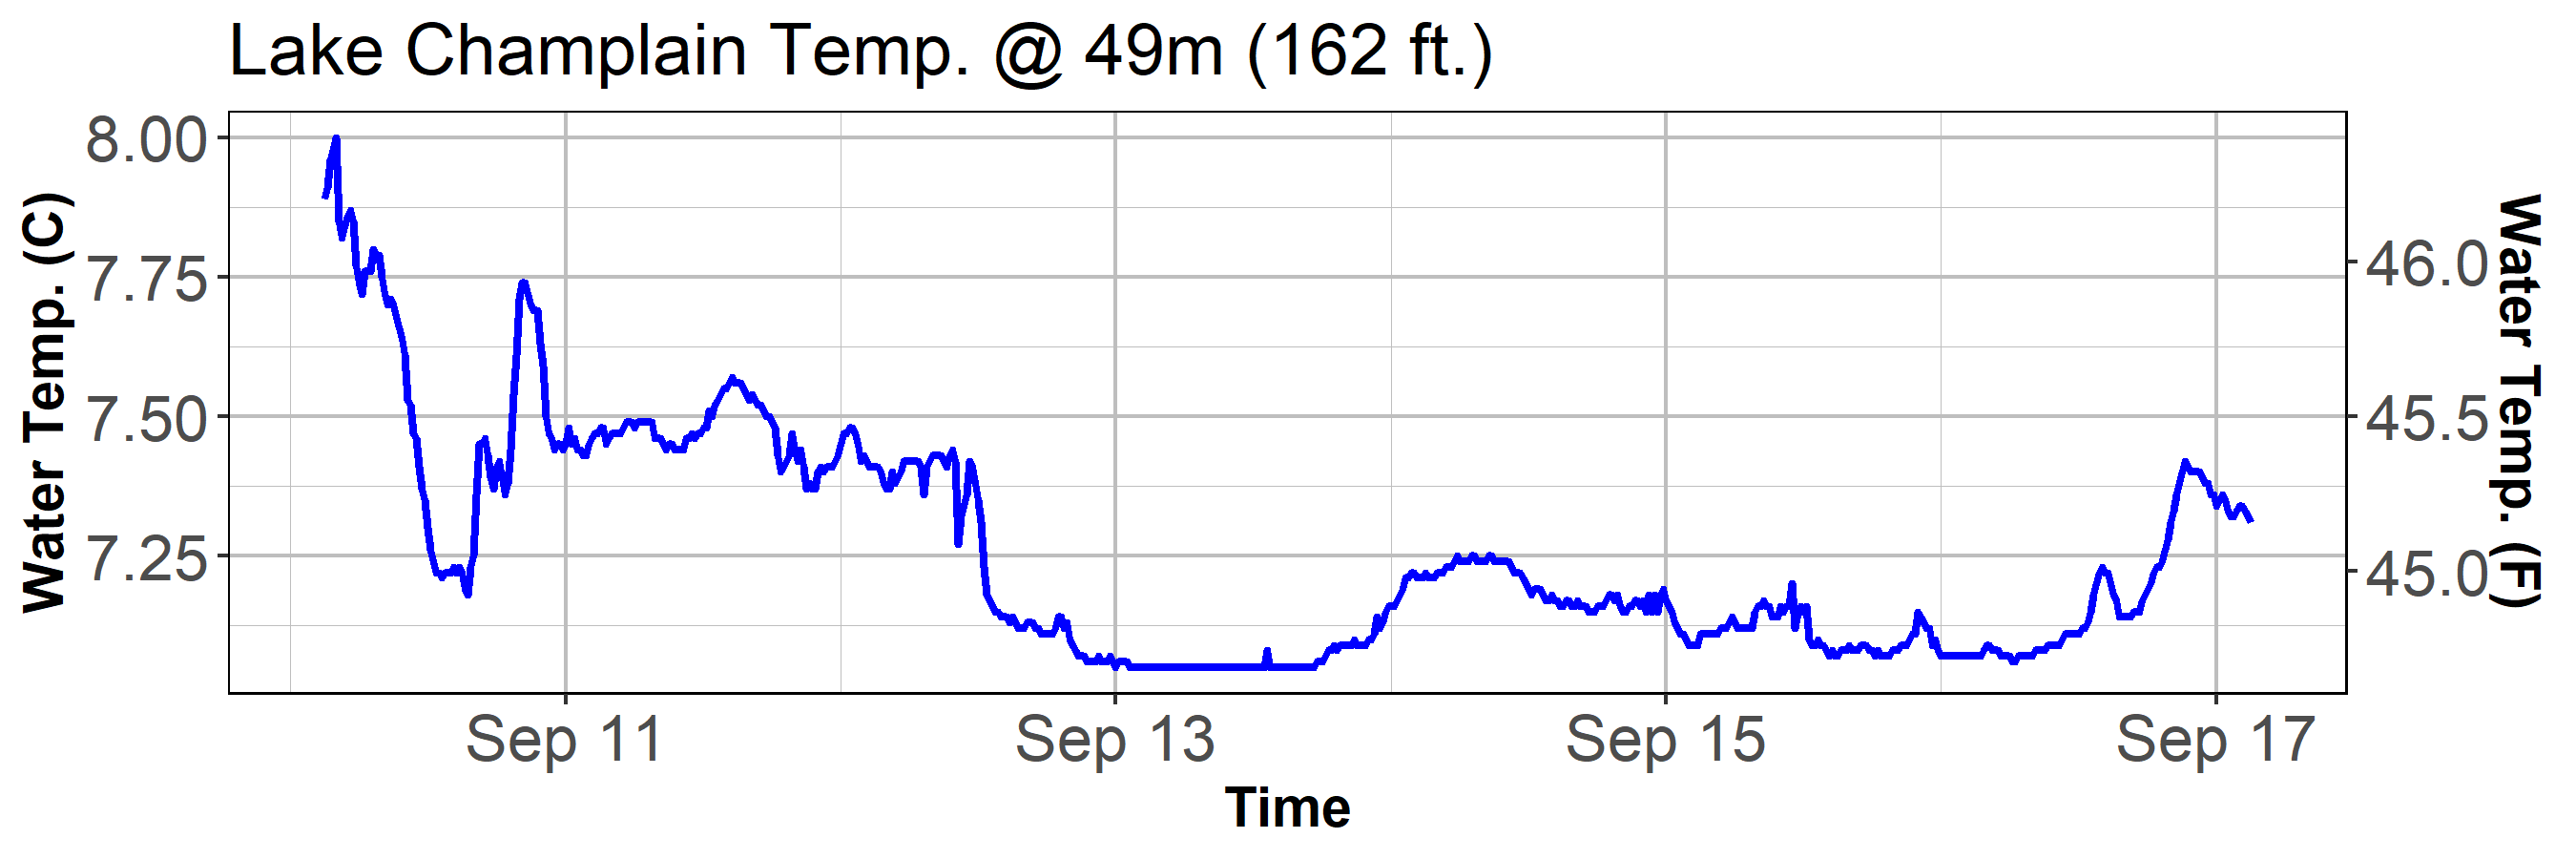 Lake Champlain Temp. @ 49m (162 ft.)
8.00
7.75
7.50
7.25
Water Temp. (C)
46.0
45.5
45.0
Water Temp. (F)
Sep 11
Sep 13
Sep 15
Sep 17
Time